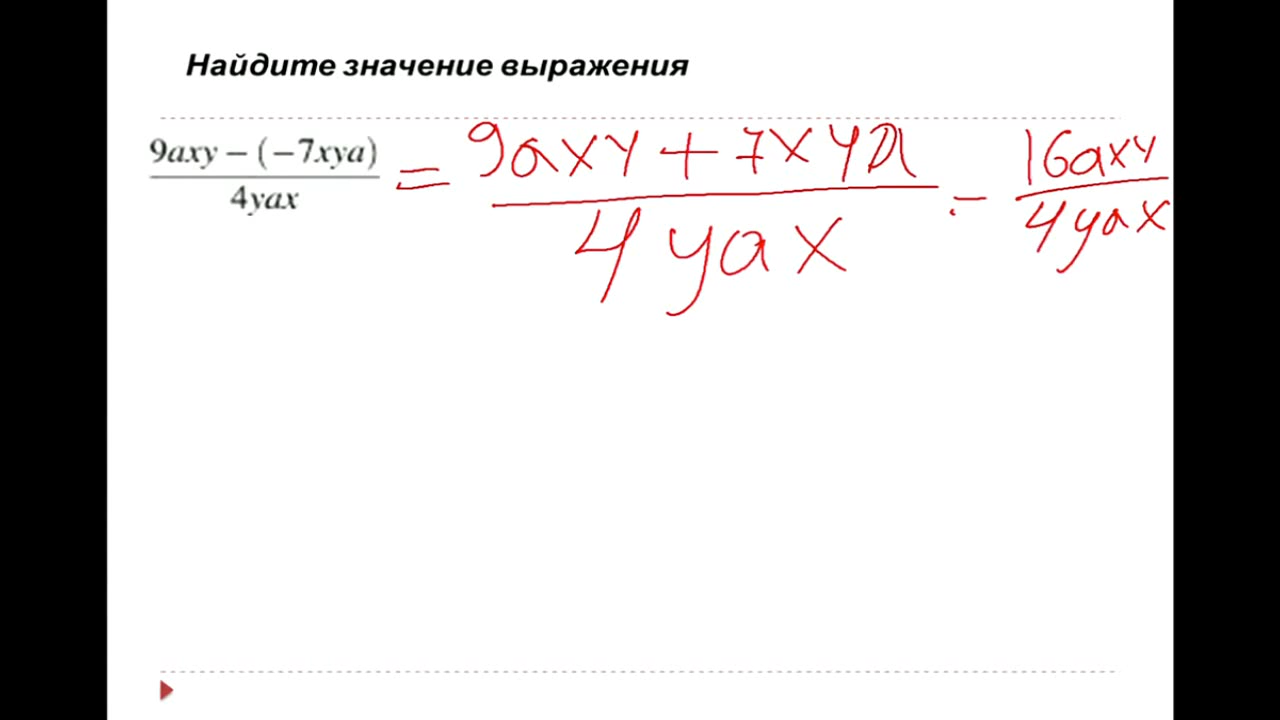 Найдите значение выражения
9axy − (−7xya) / 4yax = 9axy + 7xya / 4yax = 16axy / 4yax